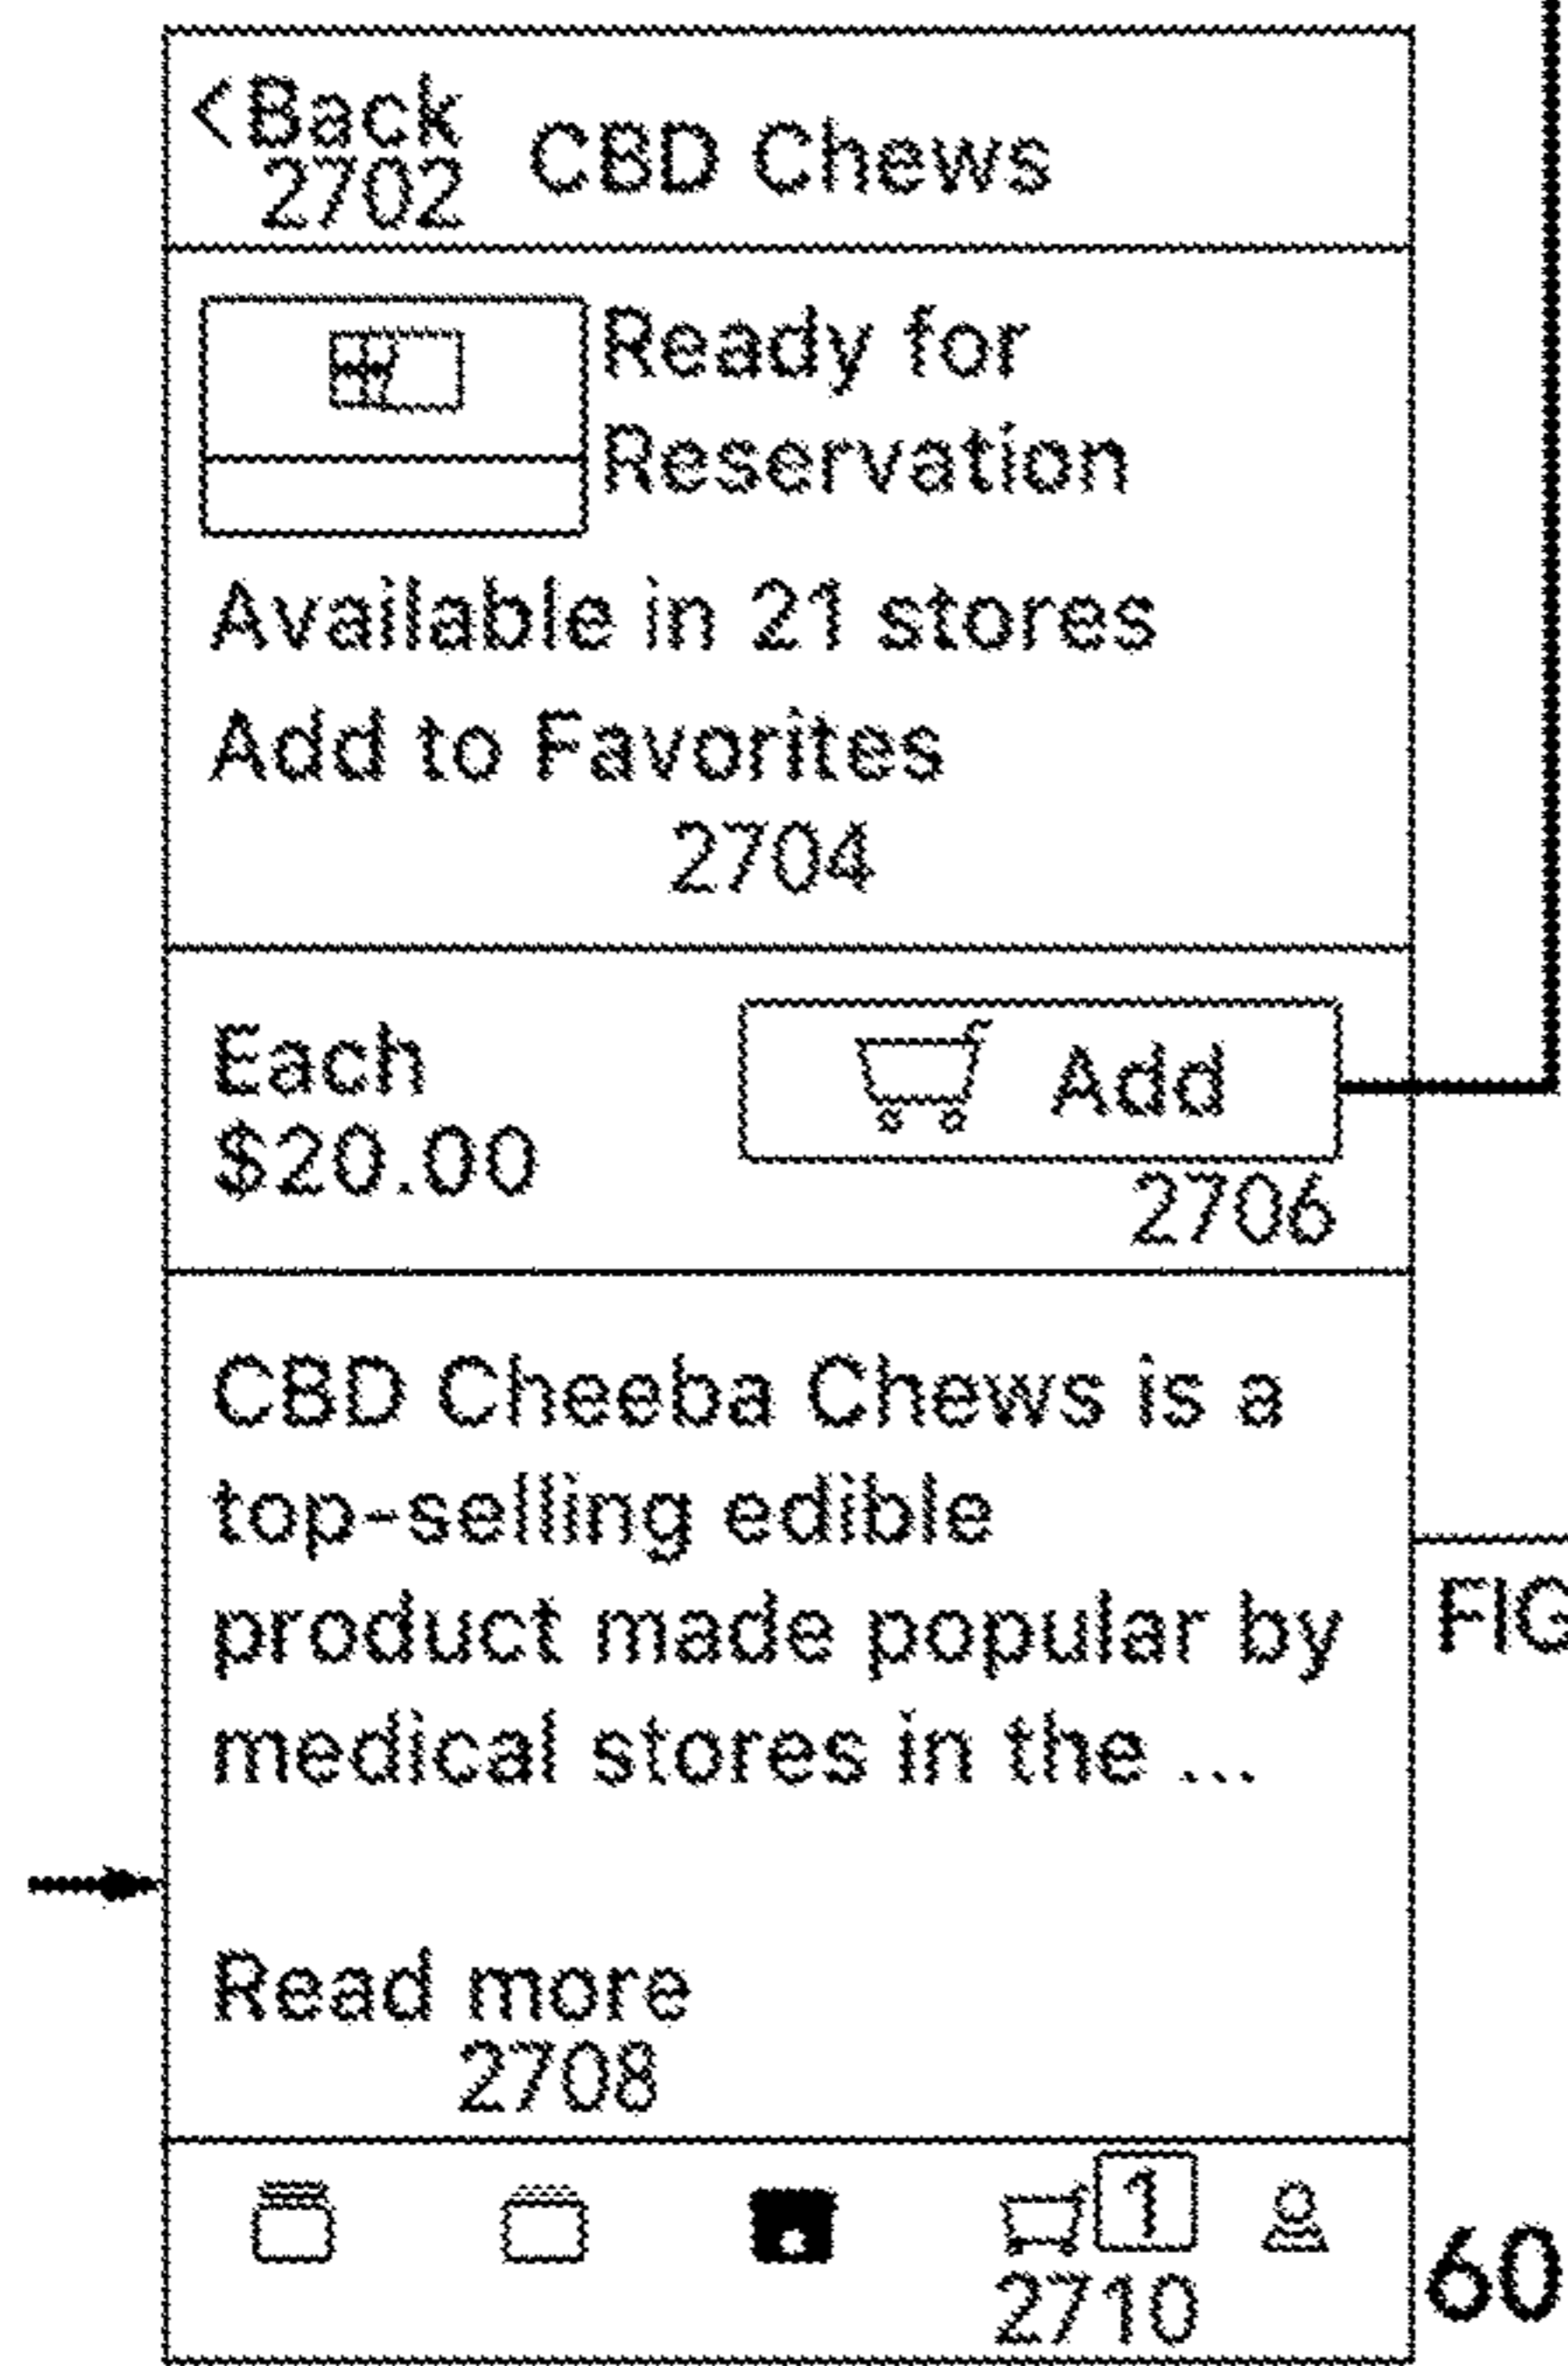 <Back
2702
CBD Chews
Ready for
Reservation
Available in 21 stores
Add to Favorites
2704
Each
$20.00
Add
2706
CBD Cheeba Chews is a
top-selling edible
product made popular by
medical stores in the ...
FIG
Read more
2708
1
2710
60